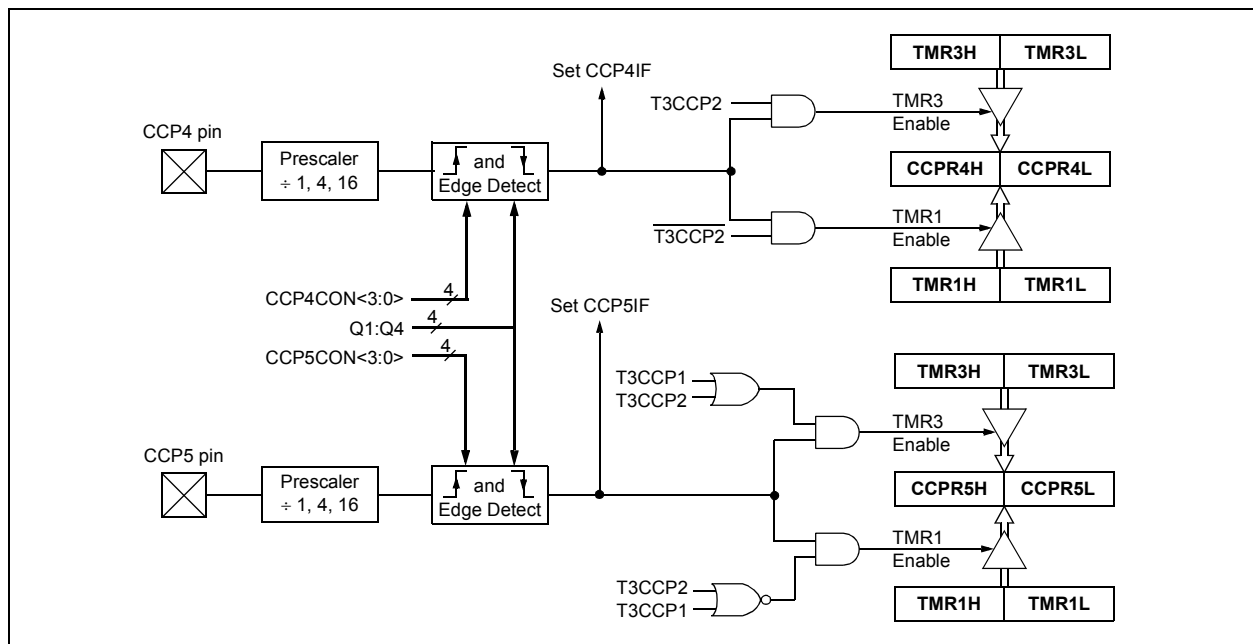 TMR3H TMR3L
Set CCP4IF
T3CCP2
TMR3
Enable
CCP4 pin
Prescaler
÷ 1, 4, 16
and
Edge Detect
CCPR4H CCPR4L
T3CCP2
TMR1
Enable
TMR1H TMR1L
CCP4CON<3:0> 4
Q1:Q4 4
CCP5CON<3:0> 4
Set CCP5IF
TMR3H TMR3L
T3CCP1
T3CCP2
TMR3
Enable
CCP5 pin
Prescaler
÷ 1, 4, 16
and
Edge Detect
CCPR5H CCPR5L
TMR1
Enable
T3CCP2
T3CCP1
TMR1H TMR1L